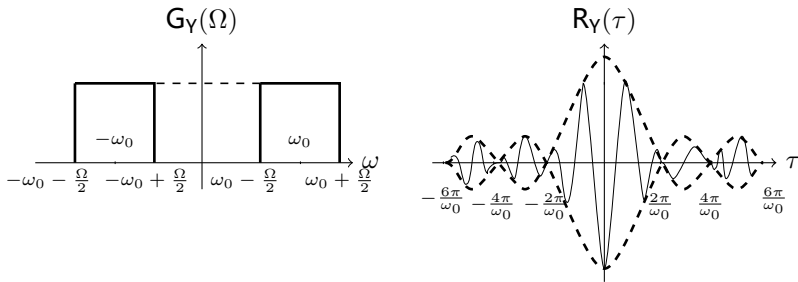 G_Y(Ω)
−ω₀
ω₀
ω
−ω₀ − Ω/2
−ω₀ + Ω/2
ω₀ − Ω/2
ω₀ + Ω/2
R_Y(τ)
τ
−6π/ω₀
−4π/ω₀
−2π/ω₀
2π/ω₀
4π/ω₀
6π/ω₀